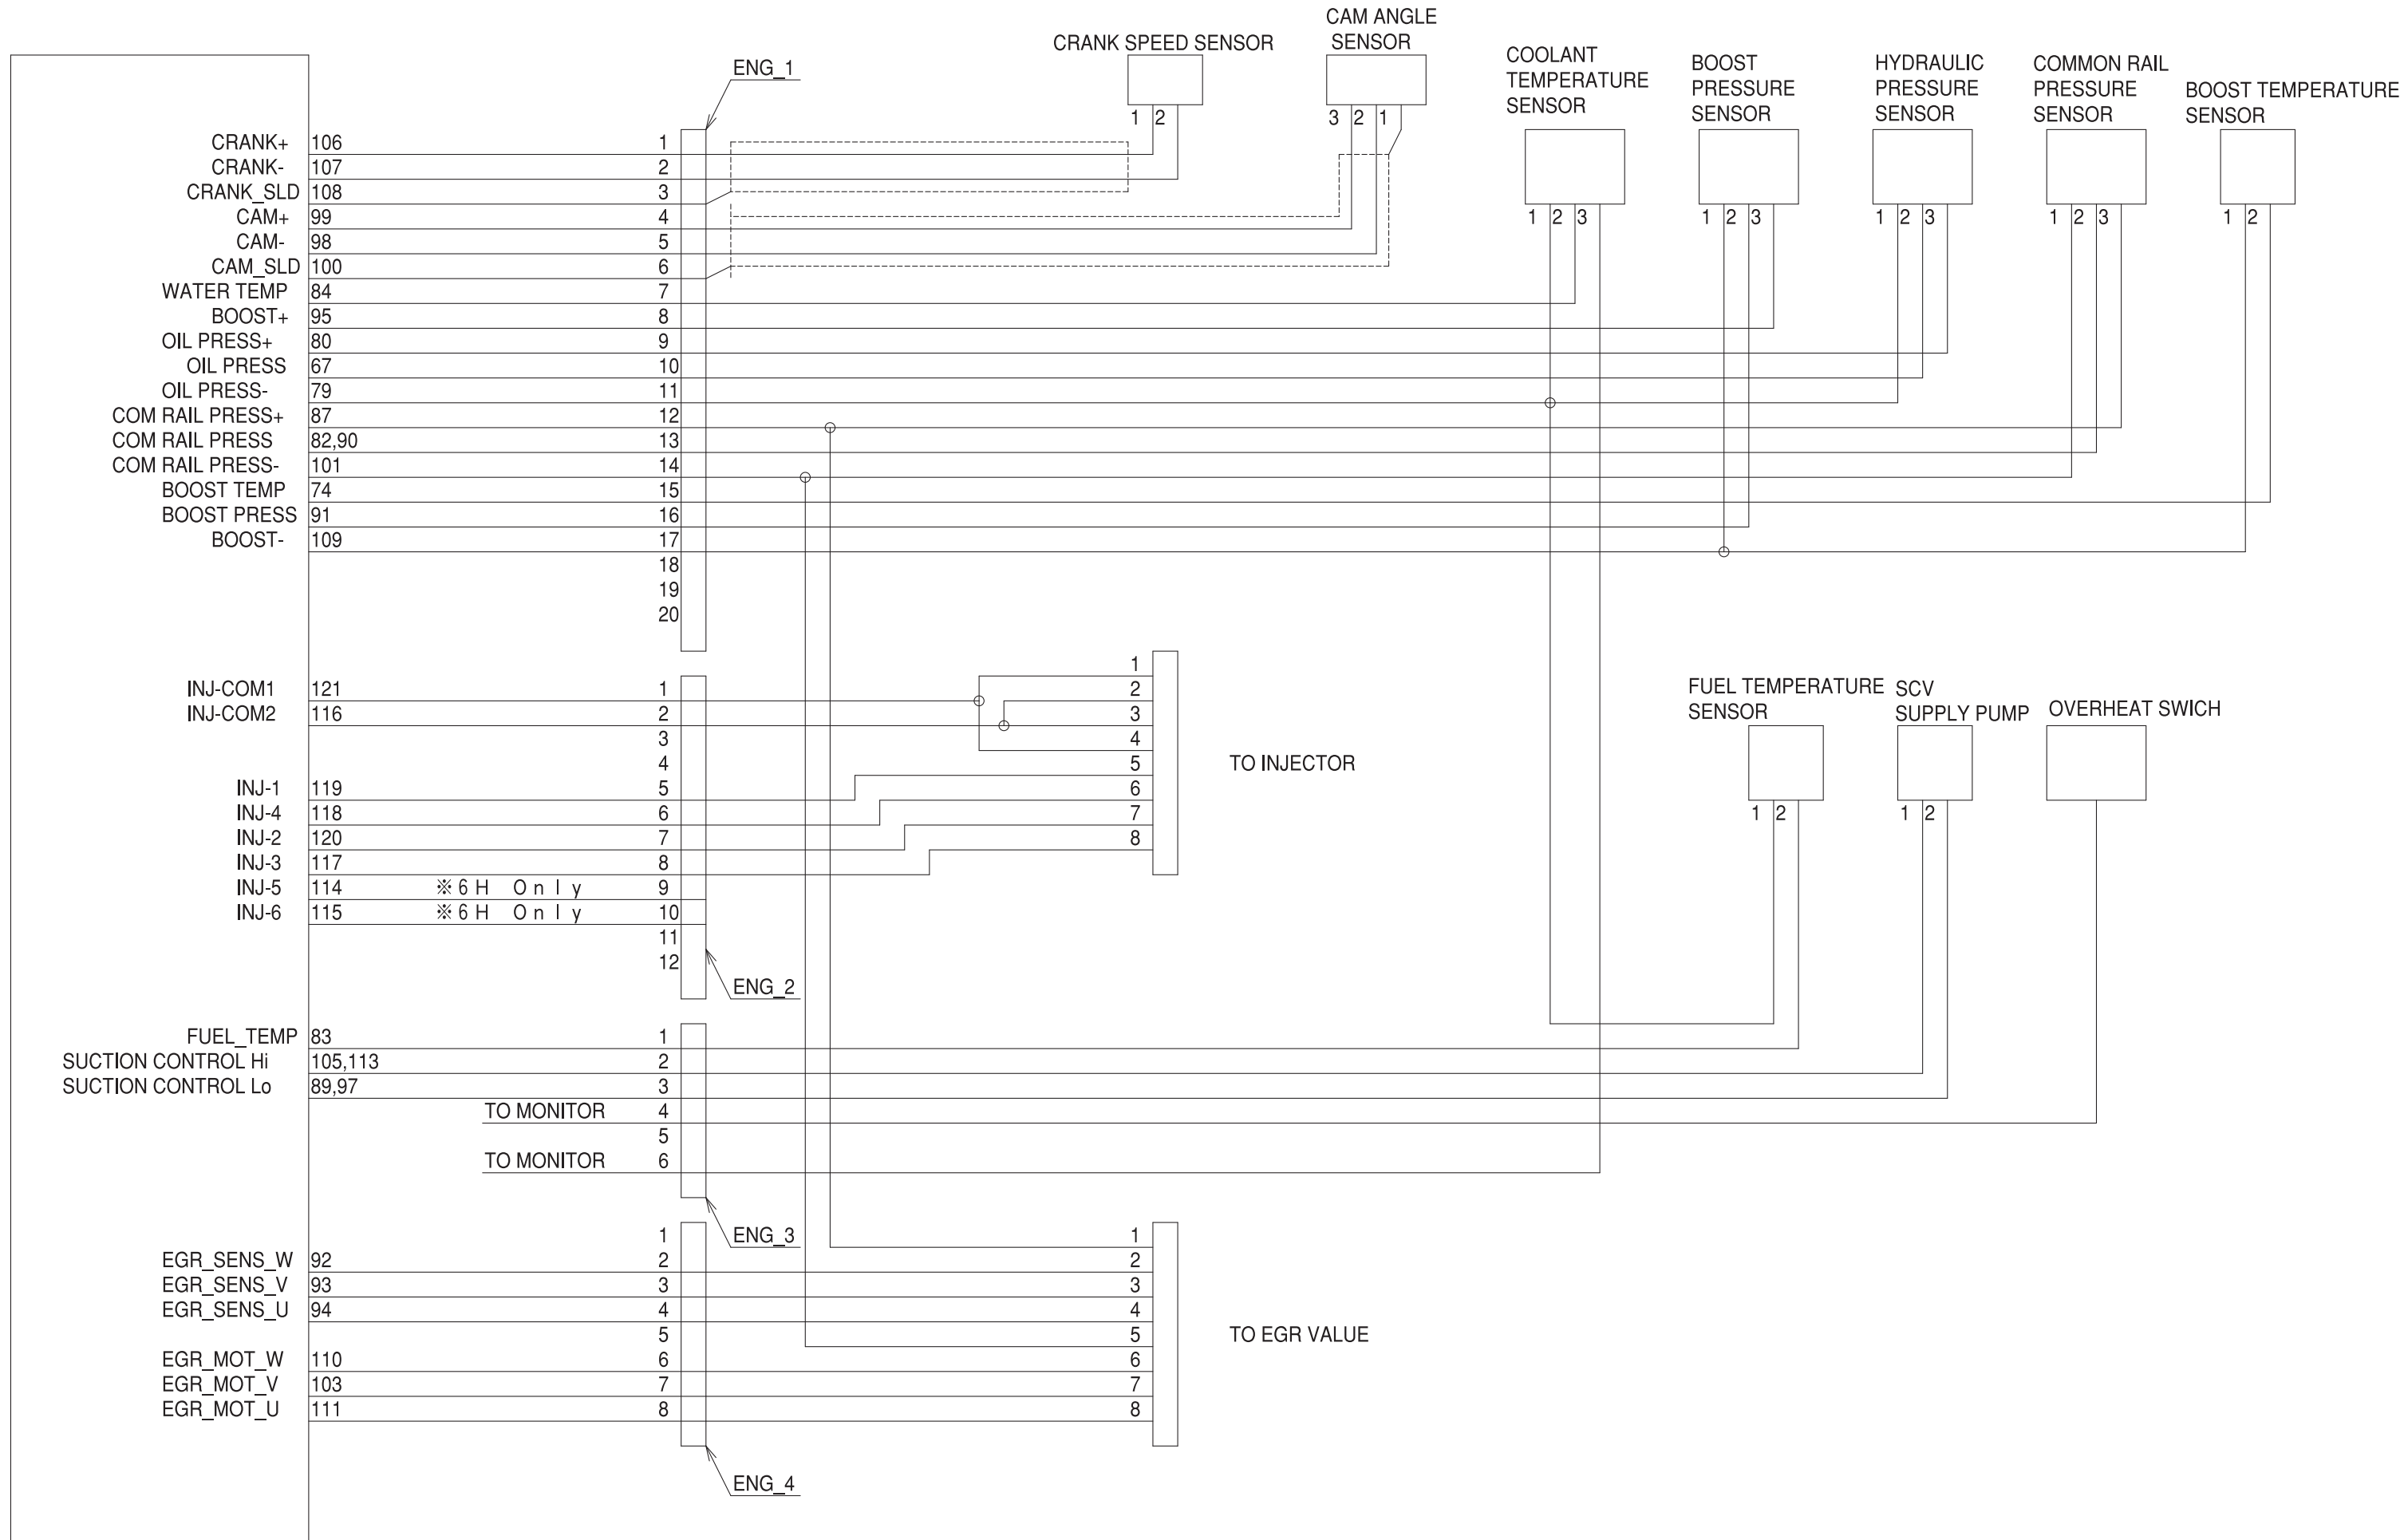 CAM ANGLE
SENSOR
CRANK SPEED SENSOR
COOLANT
TEMPERATURE
SENSOR
BOOST
PRESSURE
SENSOR
HYDRAULIC
PRESSURE
SENSOR
COMMON RAIL
PRESSURE
SENSOR
BOOST TEMPERATURE
SENSOR
ENG_1
1 2
3 2 1
1 2 3
1 2 3
1 2 3
1 2 3
1 2
CRANK+ 106 1
CRANK- 107 2
CRANK_SLD 108 3
CAM+ 99 4
CAM- 98 5
CAM_SLD 100 6
WATER TEMP 84 7
BOOST+ 95 8
OIL PRESS+ 80 9
OIL PRESS 67 10
OIL PRESS- 79 11
COM RAIL PRESS+ 87 12
COM RAIL PRESS 82,90 13
COM RAIL PRESS- 101 14
BOOST TEMP 74 15
BOOST PRESS 91 16
BOOST- 109 17
18
19
20
INJ-COM1 121 1
INJ-COM2 116 2
3
4
INJ-1 119 5
INJ-4 118 6
INJ-2 120 7
INJ-3 117 8
INJ-5 114 ※6H Only 9
INJ-6 115 ※6H Only 10
11
12
ENG_2
1
2
3
4
5
6
7
8
TO INJECTOR
FUEL TEMPERATURE
SENSOR
1 2
SCV
SUPPLY PUMP
1 2
OVERHEAT SWICH
FUEL_TEMP 83 1
SUCTION CONTROL Hi 105,113 2
SUCTION CONTROL Lo 89,97 3
TO MONITOR 4
5
TO MONITOR 6
ENG_3
1
EGR_SENS_W 92 2
EGR_SENS_V 93 3
EGR_SENS_U 94 4
5
EGR_MOT_W 110 6
EGR_MOT_V 103 7
EGR_MOT_U 111 8
ENG_4
1
2
3
4
5
6
7
8
TO EGR VALUE